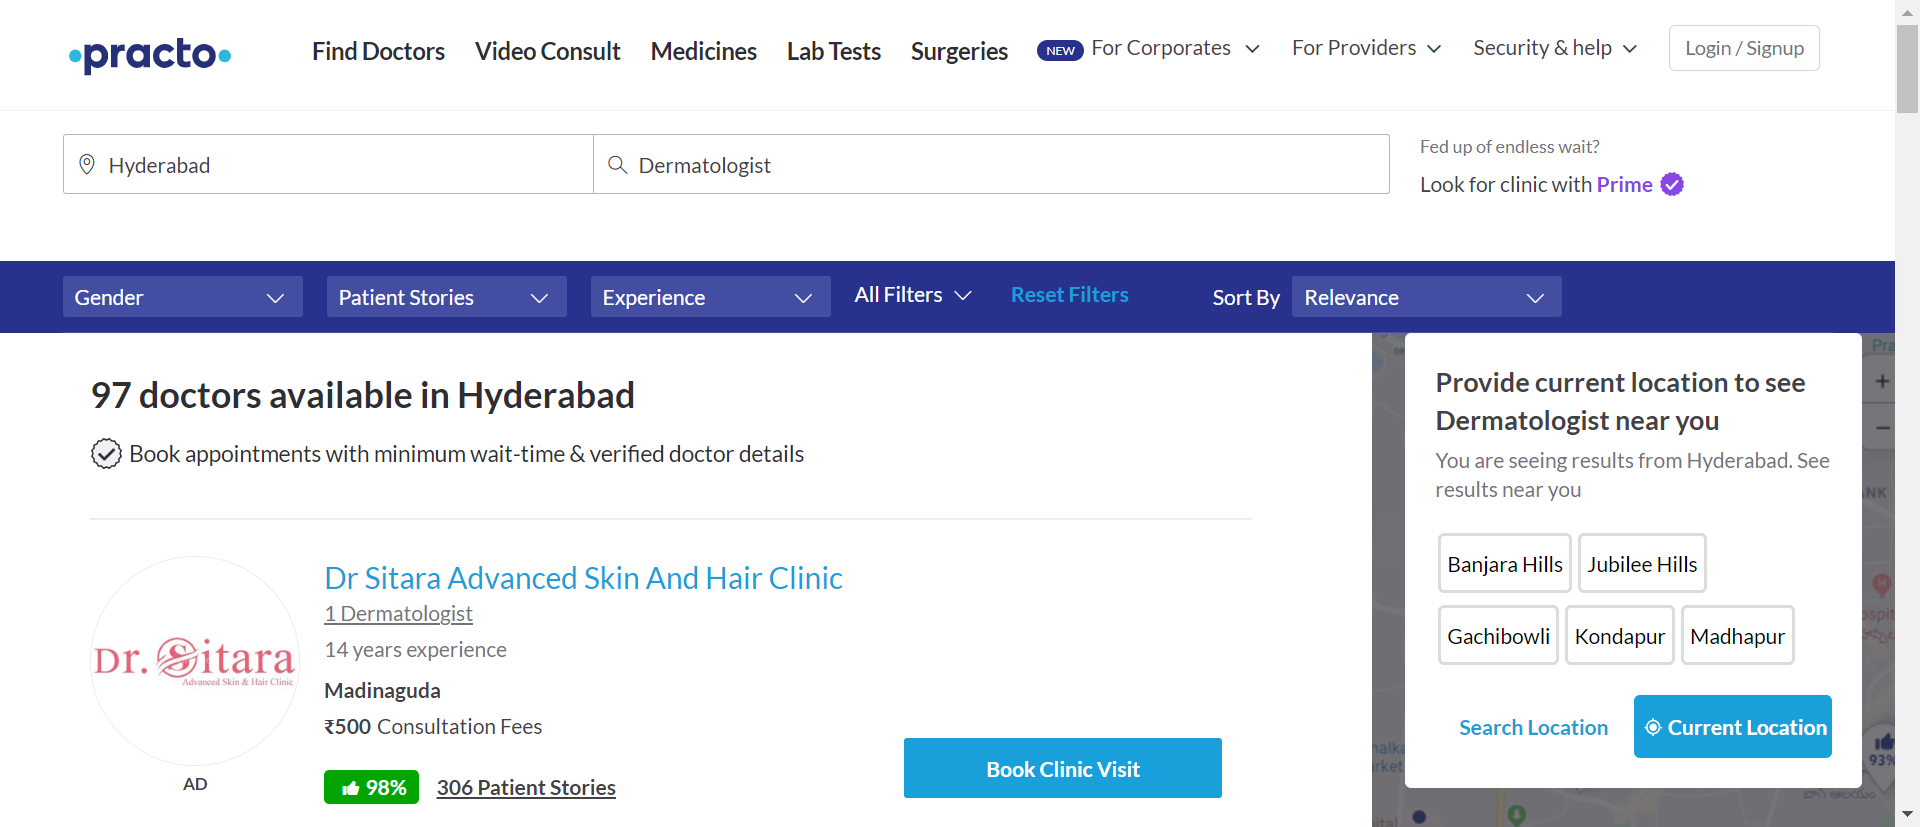 practo
Find Doctors
Video Consult
Medicines
Lab Tests
Surgeries
NEW
For Corporates
For Providers
Security & help
Login / Signup
Hyderabad
Dermatologist
Fed up of endless wait?
Look for clinic with Prime
Gender
Patient Stories
Experience
All Filters
Reset Filters
Sort By
Relevance
97 doctors available in Hyderabad
Book appointments with minimum wait-time & verified doctor details
Dr. Sitara
Advanced Skin & Hair Clinic
AD
Dr Sitara Advanced Skin And Hair Clinic
1 Dermatologist
14 years experience
Madinaguda
₹500 Consultation Fees
98%
306 Patient Stories
Book Clinic Visit
Provide current location to see
Dermatologist near you
You are seeing results from Hyderabad. See
results near you
Banjara Hills
Jubilee Hills
Gachibowli
Kondapur
Madhapur
Search Location
Current Location
Pra
+
−
ANK
H
ospit
93%